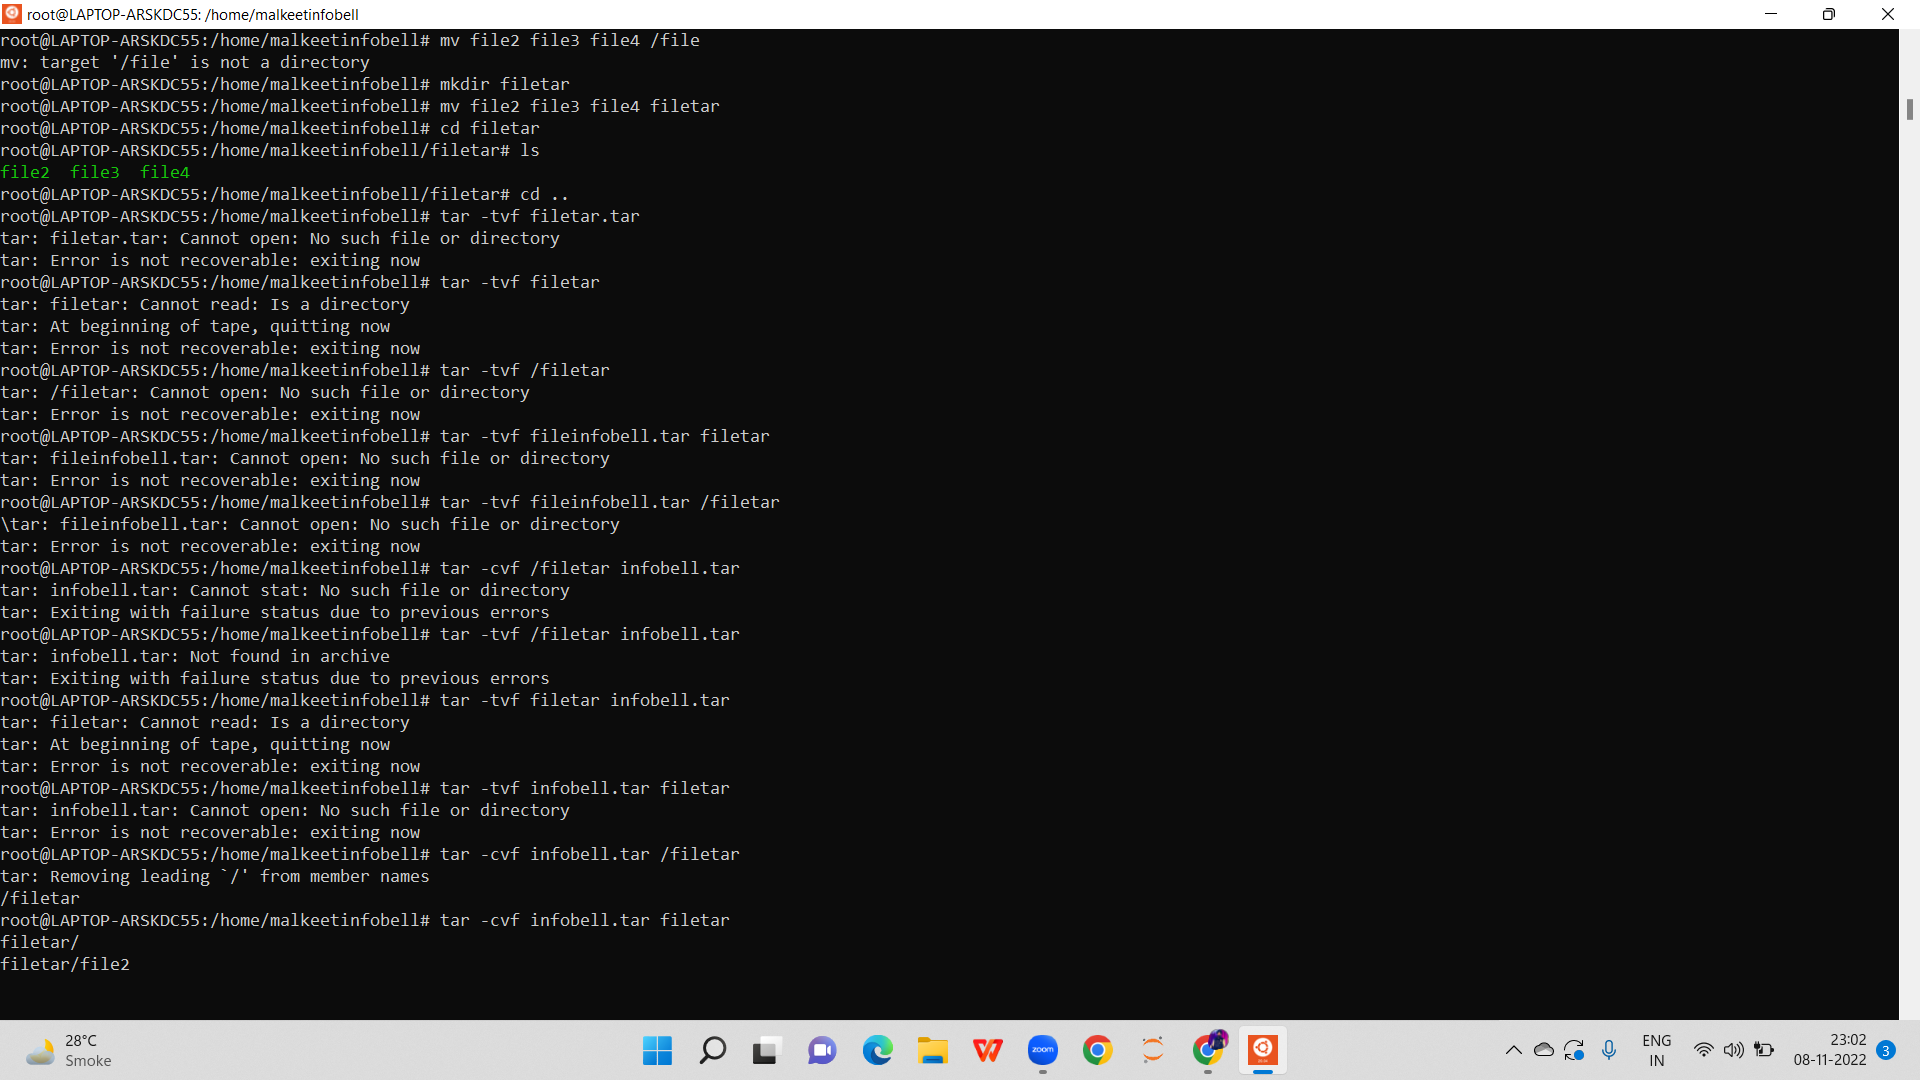 root@LAPTOP-ARSKDC55: /home/malkeetinfobell
root@LAPTOP-ARSKDC55:/home/malkeetinfobell# mv file2 file3 file4 /file
mv: target '/file' is not a directory
root@LAPTOP-ARSKDC55:/home/malkeetinfobell# mkdir filetar
root@LAPTOP-ARSKDC55:/home/malkeetinfobell# mv file2 file3 file4 filetar
root@LAPTOP-ARSKDC55:/home/malkeetinfobell# cd filetar
root@LAPTOP-ARSKDC55:/home/malkeetinfobell/filetar# ls
file2  file3  file4
root@LAPTOP-ARSKDC55:/home/malkeetinfobell/filetar# cd ..
root@LAPTOP-ARSKDC55:/home/malkeetinfobell# tar -tvf filetar.tar
tar: filetar.tar: Cannot open: No such file or directory
tar: Error is not recoverable: exiting now
root@LAPTOP-ARSKDC55:/home/malkeetinfobell# tar -tvf filetar
tar: filetar: Cannot read: Is a directory
tar: At beginning of tape, quitting now
tar: Error is not recoverable: exiting now
root@LAPTOP-ARSKDC55:/home/malkeetinfobell# tar -tvf /filetar
tar: /filetar: Cannot open: No such file or directory
tar: Error is not recoverable: exiting now
root@LAPTOP-ARSKDC55:/home/malkeetinfobell# tar -tvf fileinfobell.tar filetar
tar: fileinfobell.tar: Cannot open: No such file or directory
tar: Error is not recoverable: exiting now
root@LAPTOP-ARSKDC55:/home/malkeetinfobell# tar -tvf fileinfobell.tar /filetar
\tar: fileinfobell.tar: Cannot open: No such file or directory
tar: Error is not recoverable: exiting now
root@LAPTOP-ARSKDC55:/home/malkeetinfobell# tar -cvf /filetar infobell.tar
tar: infobell.tar: Cannot stat: No such file or directory
tar: Exiting with failure status due to previous errors
root@LAPTOP-ARSKDC55:/home/malkeetinfobell# tar -tvf /filetar infobell.tar
tar: infobell.tar: Not found in archive
tar: Exiting with failure status due to previous errors
root@LAPTOP-ARSKDC55:/home/malkeetinfobell# tar -tvf filetar infobell.tar
tar: filetar: Cannot read: Is a directory
tar: At beginning of tape, quitting now
tar: Error is not recoverable: exiting now
root@LAPTOP-ARSKDC55:/home/malkeetinfobell# tar -tvf infobell.tar filetar
tar: infobell.tar: Cannot open: No such file or directory
tar: Error is not recoverable: exiting now
root@LAPTOP-ARSKDC55:/home/malkeetinfobell# tar -cvf infobell.tar /filetar
tar: Removing leading `/' from member names
/filetar
root@LAPTOP-ARSKDC55:/home/malkeetinfobell# tar -cvf infobell.tar filetar
filetar/
filetar/file2
28°C
Smoke
zoom
ENG
IN
23:02
08-11-2022
3